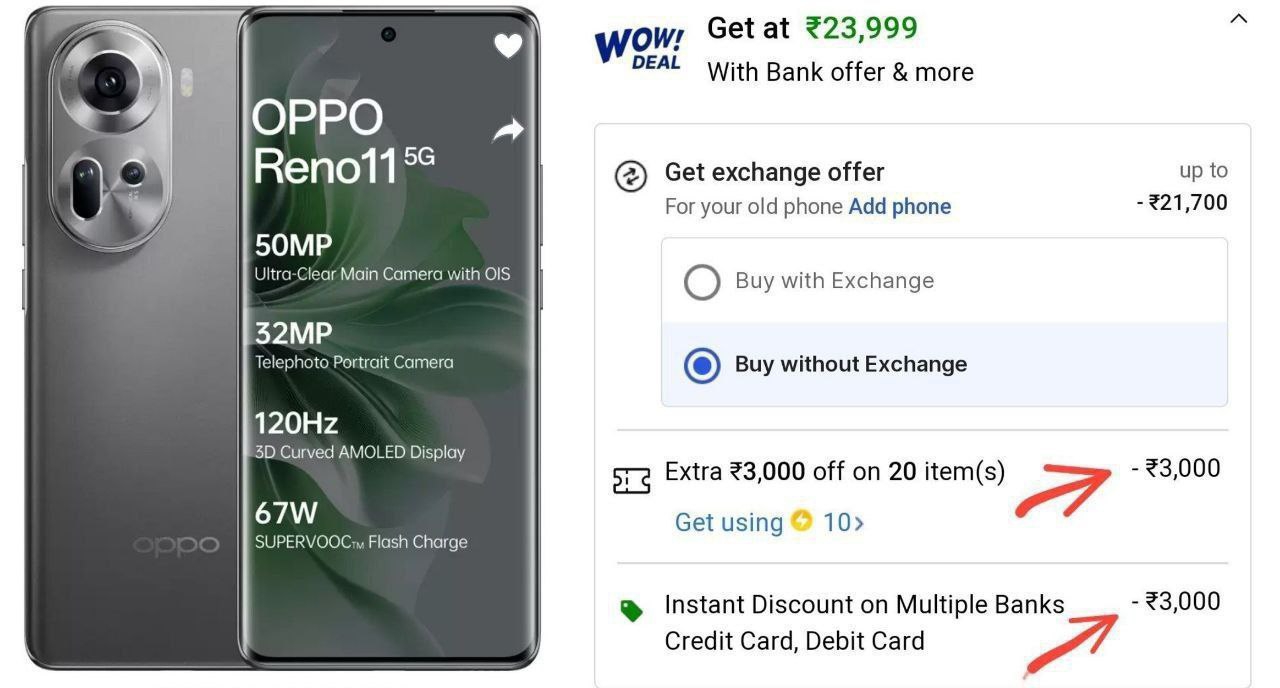 OPPO
Reno11 5G
50MP
Ultra-Clear Main Camera with OIS
32MP
Telephoto Portrait Camera
120Hz
3D Curved AMOLED Display
67W
SUPERVOOC™ Flash Charge
oppo
WOW!
DEAL
Get at ₹23,999
With Bank offer & more
Get exchange offer
up to
For your old phone Add phone
- ₹21,700
Buy with Exchange
Buy without Exchange
Extra ₹3,000 off on 20 item(s)
- ₹3,000
Get using 10>
Instant Discount on Multiple Banks
- ₹3,000
Credit Card, Debit Card